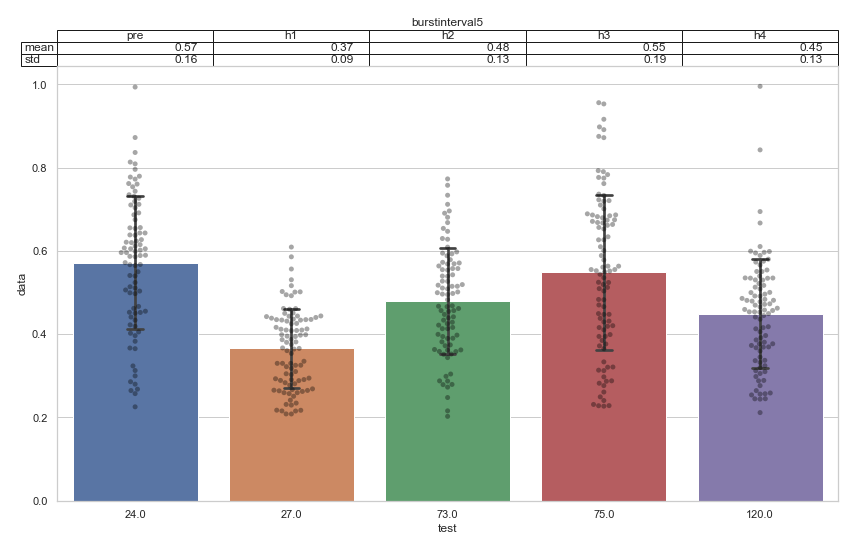 burstinterval5
pre h1 h2 h3 h4
mean 0.57 0.37 0.48 0.55 0.45
std 0.16 0.09 0.13 0.19 0.13
1.0
0.8
0.6
0.4
0.2
0.0
data
24.0 27.0 73.0 75.0 120.0
test